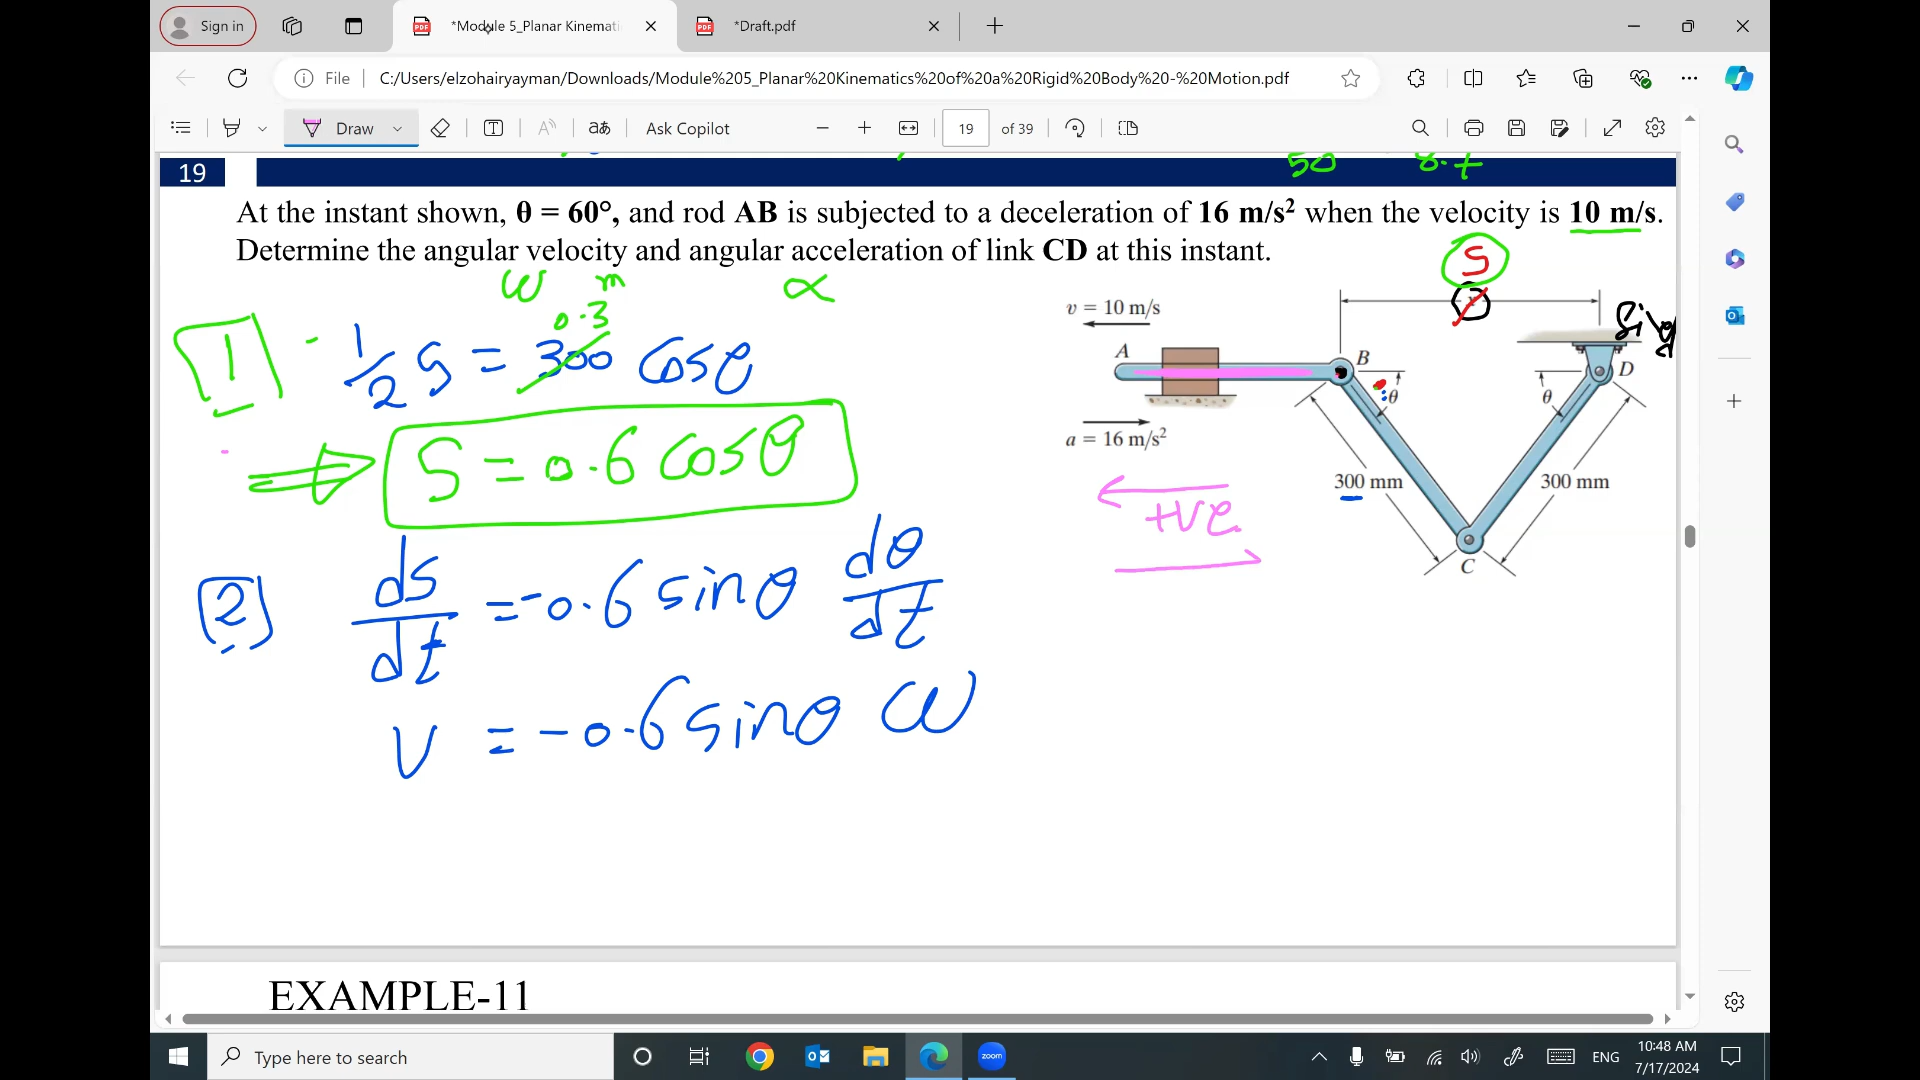 Sign in
*Module 5_Planar Kinemati
*Draft.pdf
File
C:/Users/elzohairyayman/Downloads/Module%205_Planar%20Kinematics%20of%20a%20Rigid%20Body%20-%20Motion.pdf
Draw
Ask Copilot
19 of 39
50 8.7
19
At the instant shown, θ = 60°, and rod AB is subjected to a deceleration of 16 m/s² when the velocity is 10 m/s.
Determine the angular velocity and angular acceleration of link CD at this instant.
ω m α
S
1
0.3
1/2 S = 300 cosθ
S = 0.6 cosθ
2
ds/dt = -0.6 sinθ dθ/dt
v = -0.6 sinθ ω
v = 10 m/s
A
B
D
θ
θ
a = 16 m/s²
300 mm
300 mm
+ve
C
EXAMPLE-11
Type here to search
zoom
ENG
10:48 AM
7/17/2024